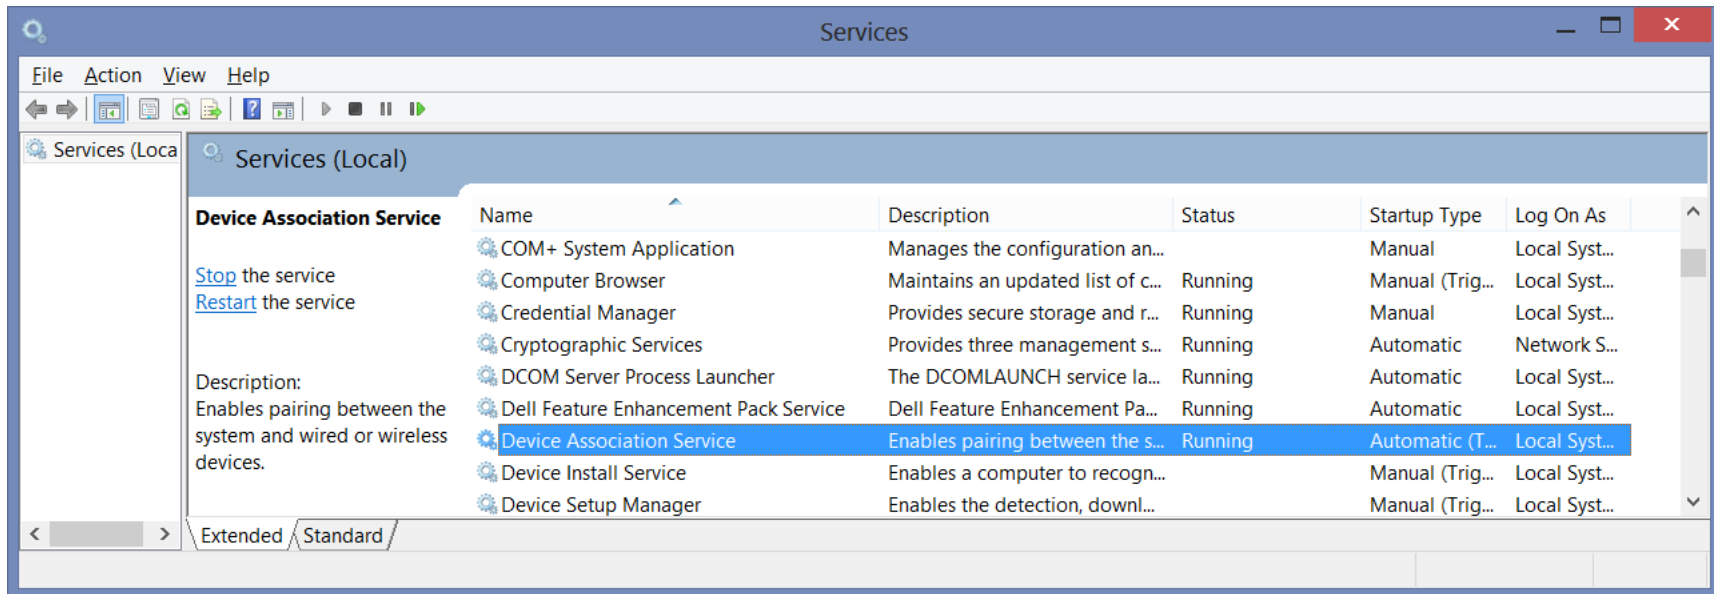 Services
File Action View Help
Services (Loca
Services (Local)
Device Association Service
Stop the service
Restart the service
Description:
Enables pairing between the
system and wired or wireless
devices.
Name Description Status Startup Type Log On As
COM+ System Application Manages the configuration an... Manual Local Syst...
Computer Browser Maintains an updated list of c... Running Manual (Trig... Local Syst...
Credential Manager Provides secure storage and r... Running Manual Local Syst...
Cryptographic Services Provides three management s... Running Automatic Network S...
DCOM Server Process Launcher The DCOMLAUNCH service la... Running Automatic Local Syst...
Dell Feature Enhancement Pack Service Dell Feature Enhancement Pa... Running Automatic Local Syst...
Device Association Service Enables pairing between the s... Running Automatic (T... Local Syst...
Device Install Service Enables a computer to recogn... Manual (Trig... Local Syst...
Device Setup Manager Enables the detection, downl... Manual (Trig... Local Syst...
Extended Standard